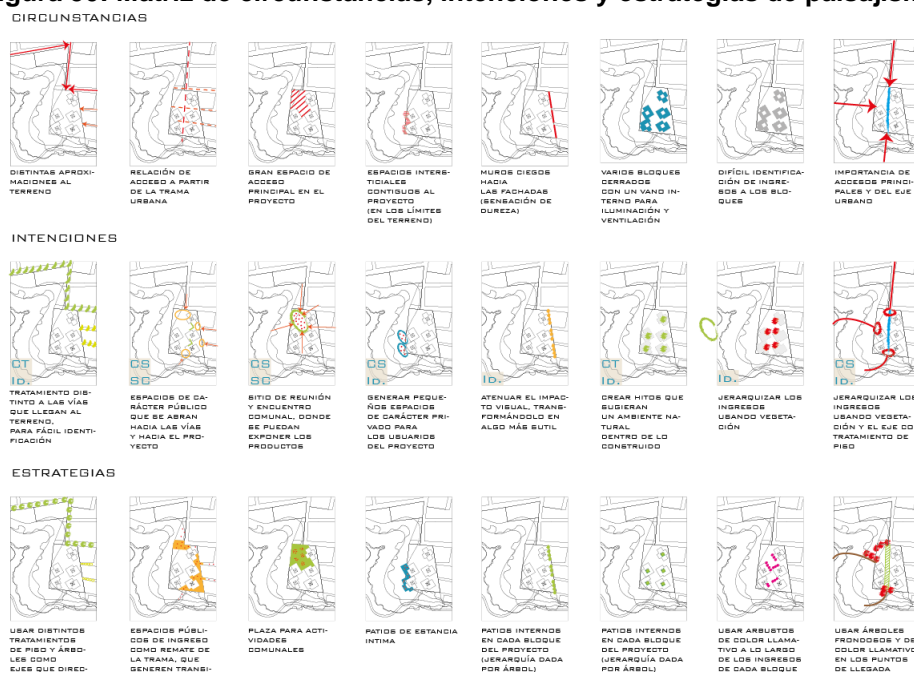 CIRCUNSTANCIAS
DISTINTAS APROXI-
MACIONES AL
TERRENO
RELACIÓN DE
ACCESO A PARTIR
DE LA TRAMA
URBANA
GRAN ESPACIO DE
ACCESO
PRINCIPAL EN EL
PROYECTO
ESPACIOS INTERS-
TICIALES
CONTIGUOS AL
PROYECTO
(EN LOS LÍMITES
DEL TERRENO)
MUROS CIEGOS
HACIA
LAS FACHADAS
(SENSACIÓN DE
DUREZA)
VARIOS BLOQUES
CERRADOS
CON UN VANO IN-
TERNO PARA
ILUMINACIÓN Y
VENTILACIÓN
DIFÍCIL IDENTIFICA-
CIÓN DE INGRE-
SOS A LOS BLO-
QUES
IMPORTANCIA DE
ACCESOS PRINCI-
PALES Y DEL EJE
URBANO
INTENCIONES
CT
ID.
CS
SC
CS
SC
CS
ID.
ID.
CT
ID.
ID.
CS
ID.
TRATAMIENTO DIS-
TINTO A LAS VÍAS
QUE LLEGAN AL
TERRENO,
PARA FÁCIL IDENTI-
FICACIÓN
ESPACIOS DE CA-
RÁCTER PÚBLICO
QUE SE ABRAN
HACIA LAS VÍAS
Y HACIA EL PRO-
YECTO
SITIO DE REUNIÓN
Y ENCUENTRO
COMUNAL, DONDE
SE PUEDAN
EXPONER LOS
PRODUCTOS
GENERAR PEQUE-
ÑOS ESPACIOS
DE CARÁCTER PRI-
VADO PARA
LOS USUARIOS
DEL PROYECTO
ATENUAR EL IMPAC-
TO VISUAL, TRANS-
FORMÁNDOLO EN
ALGO MÁS SUTIL
CREAR HITOS QUE
SUGIERAN
UN AMBIENTE NA-
TURAL
DENTRO DE LO
CONSTRUIDO
JERARQUIZAR LOS
INGRESOS
USANDO VEGETA-
CIÓN
JERARQUIZAR LOS
INGRESOS
USANDO VEGETA-
CIÓN Y EL EJE CO
TRATAMIENTO DE
PISO
ESTRATEGIAS
USAR DISTINTOS
TRATAMIENTOS
DE PISO Y ÁRBO-
LES COMO
EJES QUE DIREC-
ESPACIOS PÚBLI-
COS DE INGRESO
COMO REMATE DE
LA TRAMA, QUE
GENEREN TRANSI-
PLAZA PARA ACTI-
VIDADES
COMUNALES
PATIOS DE ESTANCIA
INTIMA
PATIOS INTERNOS
EN CADA BLOQUE
DEL PROYECTO
(JERARQUÍA DADA
POR ÁRBOL)
PATIOS INTERNOS
EN CADA BLOQUE
DEL PROYECTO
(JERARQUÍA DADA
POR ÁRBOL)
USAR ARBUSTOS
DE COLOR LLAMA-
TIVO A LO LARGO
DE LOS INGRESOS
DE CADA BLOQUE
USAR ÁRBOLES
FRONDOSOS Y DE
COLOR LLAMATIVO
EN LOS PUNTOS
DE LLEGADA